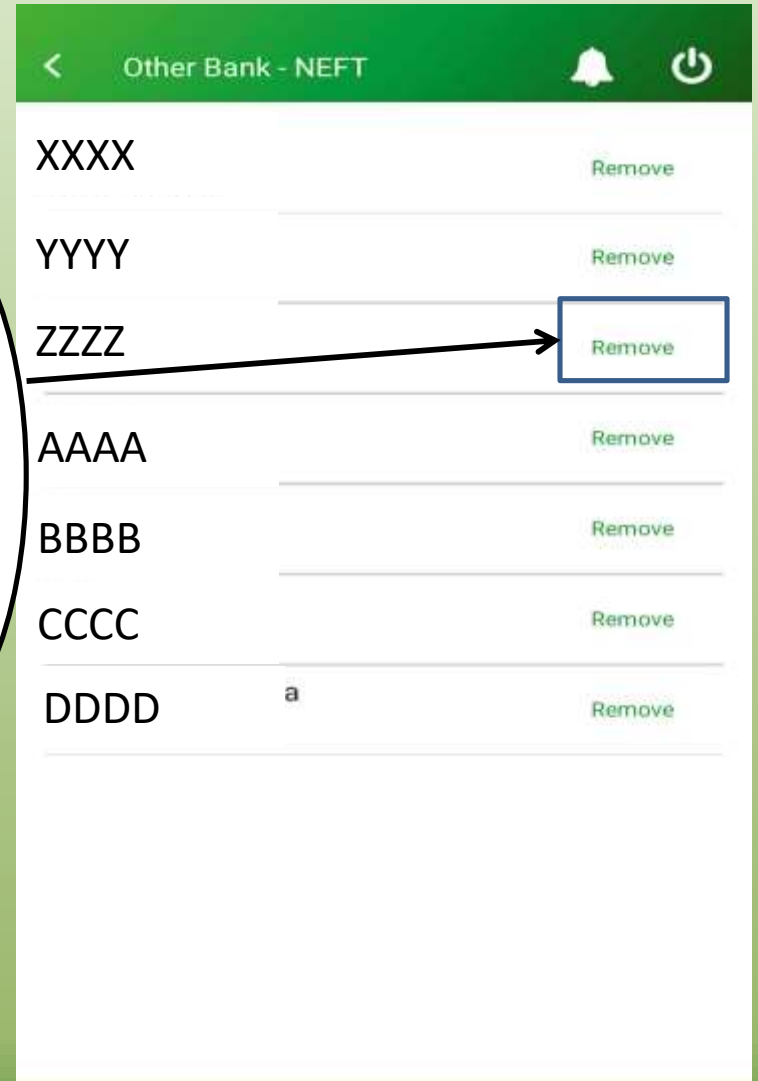 Other Bank - NEFT
XXXX Remove
YYYY Remove
ZZZZ Remove
AAAA Remove
BBBB Remove
CCCC Remove
DDDD a Remove